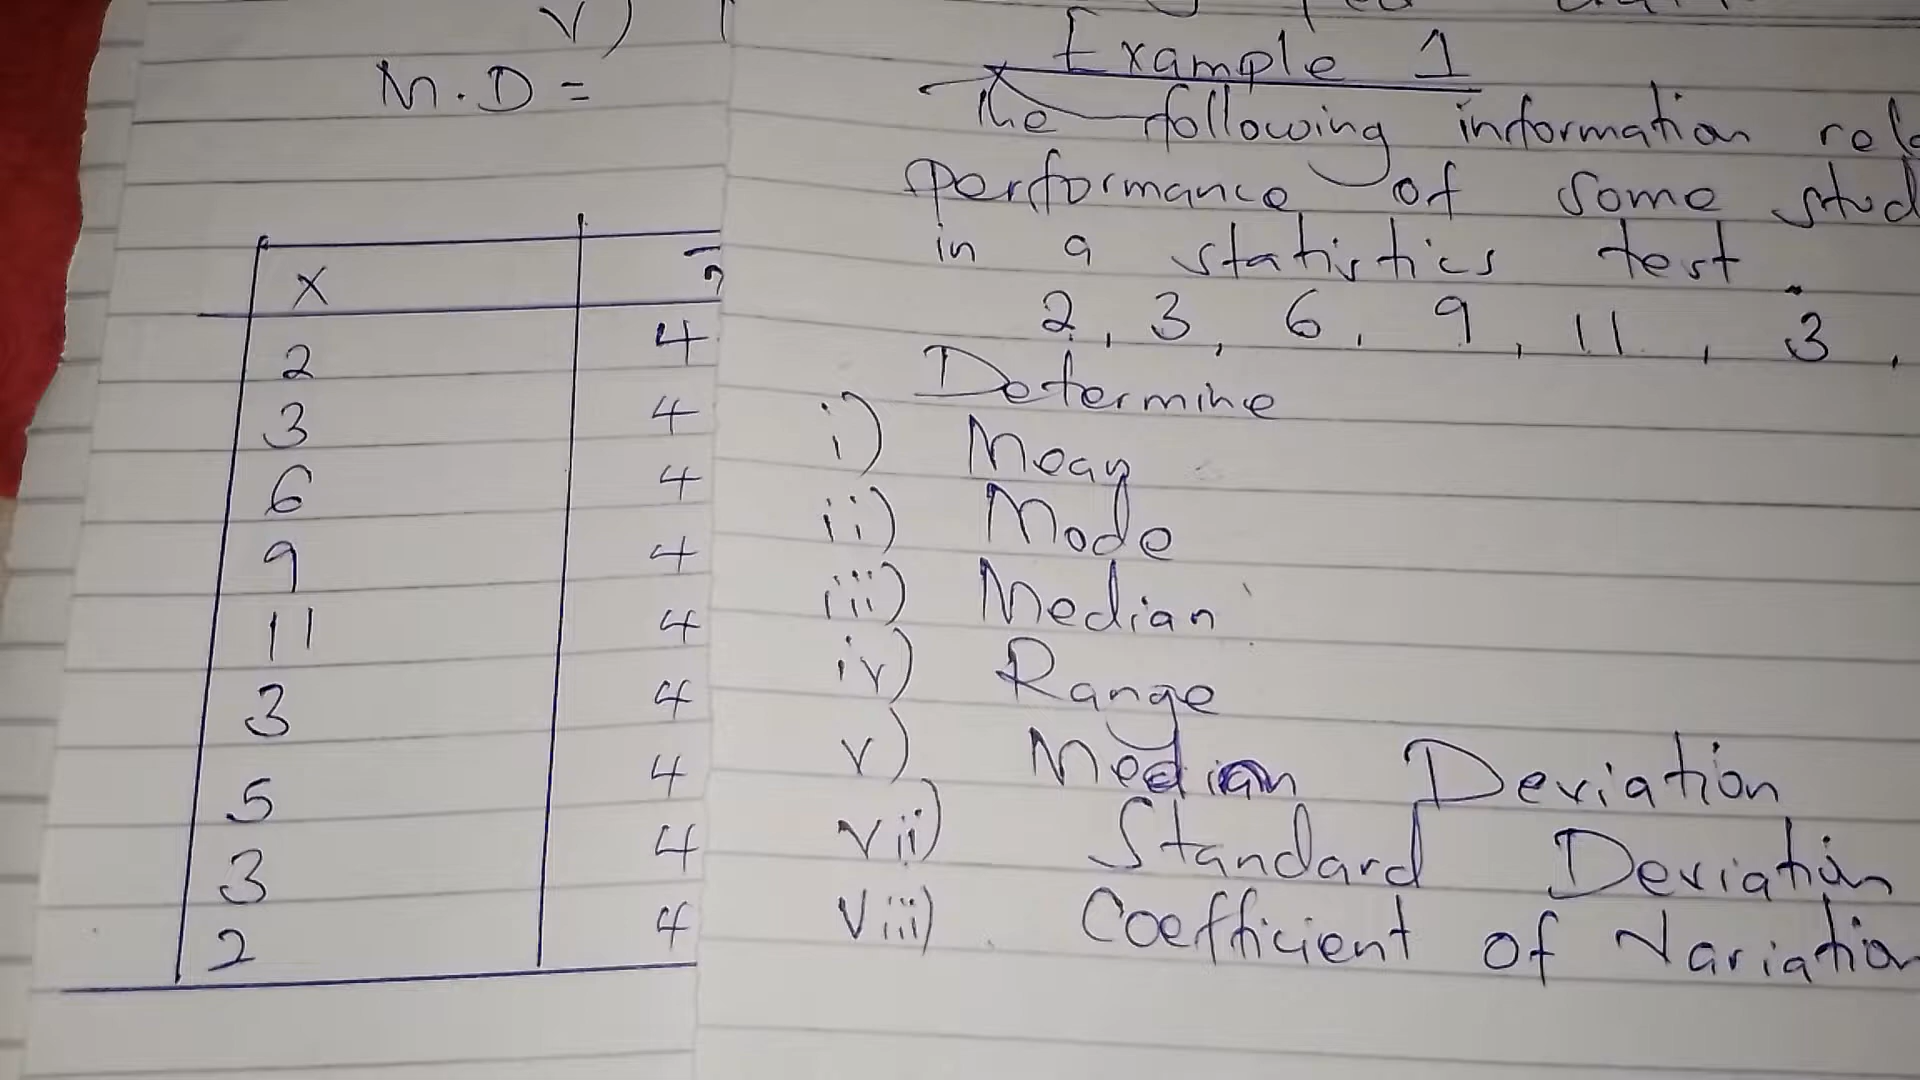 v)
M.D =
x
2 4
3 4
6 4
9 4
11 4
3 4
5 4
3 4
2 4
Example 1
The following information
performance of some
in a statistics test.
2, 3, 6, 9, 11, 3,
Determine
i) Mean
ii) Mode
iii) Median
iv) Range
v) Median Deviation
vii) Standard Deviation
viii) Coefficient of Variation